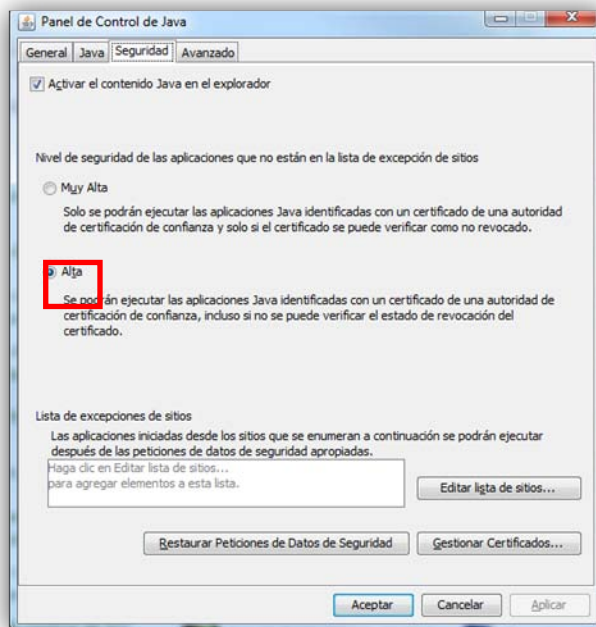 Panel de Control de Java
General Java Seguridad Avanzado
Activar el contenido Java en el explorador
Nivel de seguridad de las aplicaciones que no están en la lista de excepción de sitios
Muy Alta
Solo se podrán ejecutar las aplicaciones Java identificadas con un certificado de una autoridad
de certificación de confianza y solo si el certificado se puede verificar como no revocado.
Alta
Se podrán ejecutar las aplicaciones Java identificadas con un certificado de una autoridad de
certificación de confianza, incluso si no se puede verificar el estado de revocación del
certificado.
Lista de excepciones de sitios
Las aplicaciones iniciadas desde los sitios que se enumeran a continuación se podrán ejecutar
después de las peticiones de datos de seguridad apropiadas.
Haga clic en Editar lista de sitios...
para agregar elementos a esta lista.
Editar lista de sitios...
Restaurar Peticiones de Datos de Seguridad Gestionar Certificados...
Aceptar Cancelar Aplicar